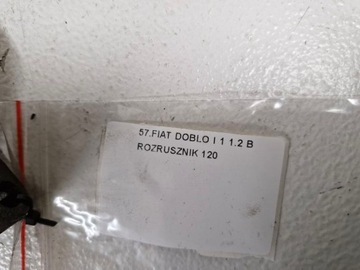 57.FIAT DOBLO I 1 1.2 B
ROZRUSZNIK 120